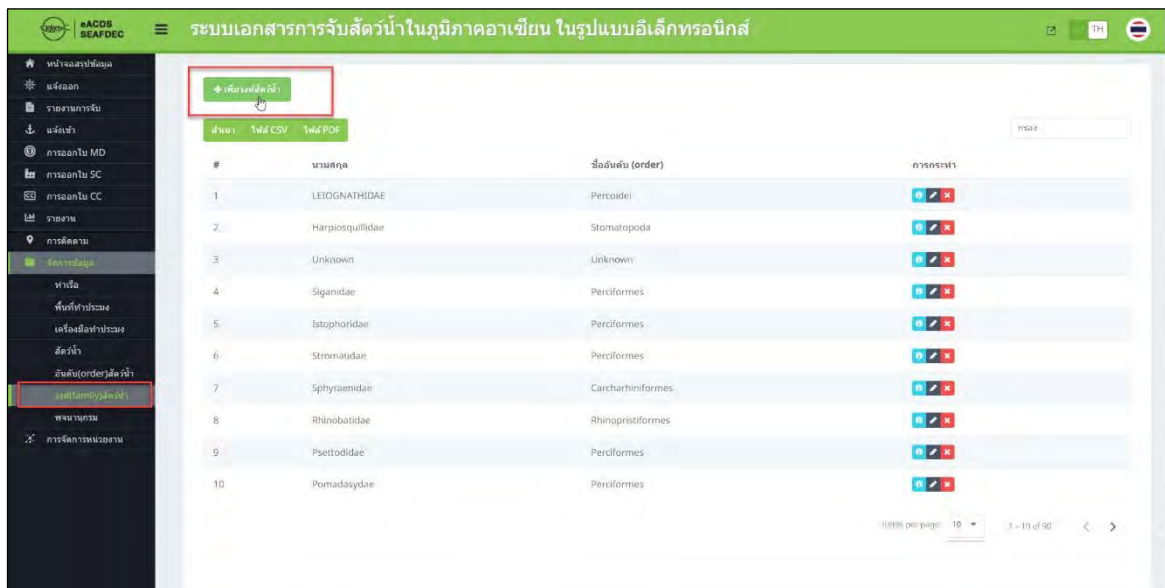 eACDS
SEAFDEC
ระบบเอกสารการจับสัตว์น้ำในภูมิภาคอาเซียน ในรูปแบบอิเล็กทรอนิกส์
TH
หน้าจอสรุปข้อมูล
แจ้งออก
รายงานการจับ
แจ้งเข้า
การออกใบ MD
การออกใบ SC
การออกใบ CC
รายงาน
การติดตาม
จัดการข้อมูล
ท่าเรือ
พื้นที่ทำประมง
เครื่องมือทำประมง
สัตว์น้ำ
อันดับ(order)สัตว์น้ำ
วงศ์(family)สัตว์น้ำ
พจนานุกรม
การจัดการหน่วยงาน
+ เพิ่มวงศ์สัตว์น้ำ
สำเนา ไฟล์ CSV ไฟล์ PDF
กรอง
# นามสกุล ชื่ออันดับ (order) การกระทำ
1 LEIOGNATHIDAE Percoidei
2 Harpiosquillidae Stomatopoda
3 Unknown Unknown
4 Siganidae Perciformes
5 Istophoridae Perciformes
6 Stromatidae Perciformes
7 Sphyraenidae Carcharhiniformes
8 Rhinobatidae Rhinopristiformes
9 Psettodidae Perciformes
10 Pomadasydae Perciformes
Items per page: 10 1 – 10 of 90